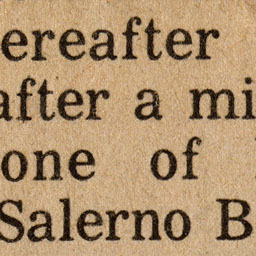 ereafter
after a mi
one of
Salerno B